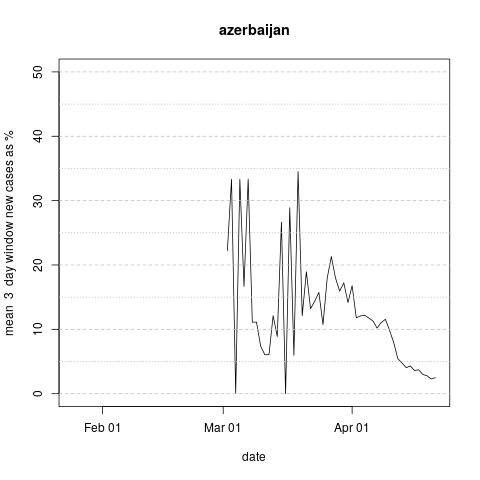 azerbaijan
mean 3 day window new cases as %
50
40
30
20
10
0
Feb 01
Mar 01
Apr 01
date